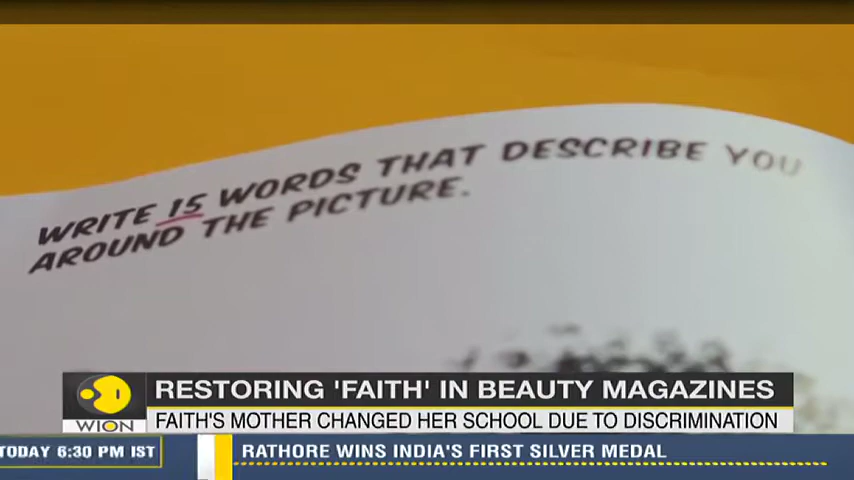 WRITE 15 WORDS THAT DESCRIBE YOU
AROUND THE PICTURE.
RESTORING 'FAITH' IN BEAUTY MAGAZINES
WION
FAITH'S MOTHER CHANGED HER SCHOOL DUE TO DISCRIMINATION
TODAY 6:30 PM IST
RATHORE WINS INDIA'S FIRST SILVER MEDAL